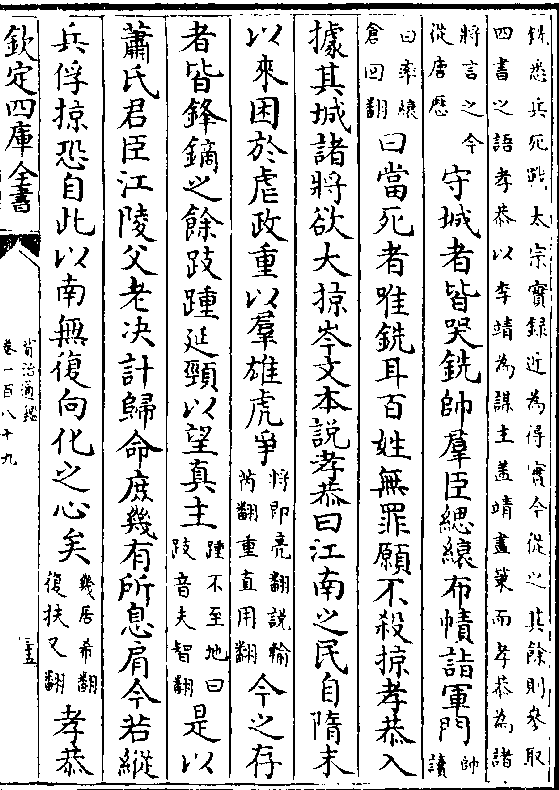 銑悉兵死戰太宗實錄近為得實今從之其餘則參取
四書之語孝恭以李靖為謀主蓋靖畫策而孝恭為諸
將言之今
從唐歷
守城者皆哭銑帥羣臣緦縗布幘詣軍門
帥
讀
曰率縗
倉回翻
曰當死者唯銑耳百姓無罪願不殺掠孝恭入
據其城諸將欲大掠岑文本說孝恭曰江南之民自隋末
以來困於虐政重以羣雄虎爭
將即亮翻說輸
芮翻重直用翻
今之存
者皆鋒鏑之餘跂踵延頸以望真主
踵不至地曰
跂音夫智翻
是以
蕭氏君臣江陵父老决計歸命庶幾有所息肩今若縱
兵俘掠恐自此以南無復向化之心矣
幾居希翻
復扶又翻
孝恭
欽定四庫全書
資治通鑑
卷一百八十九